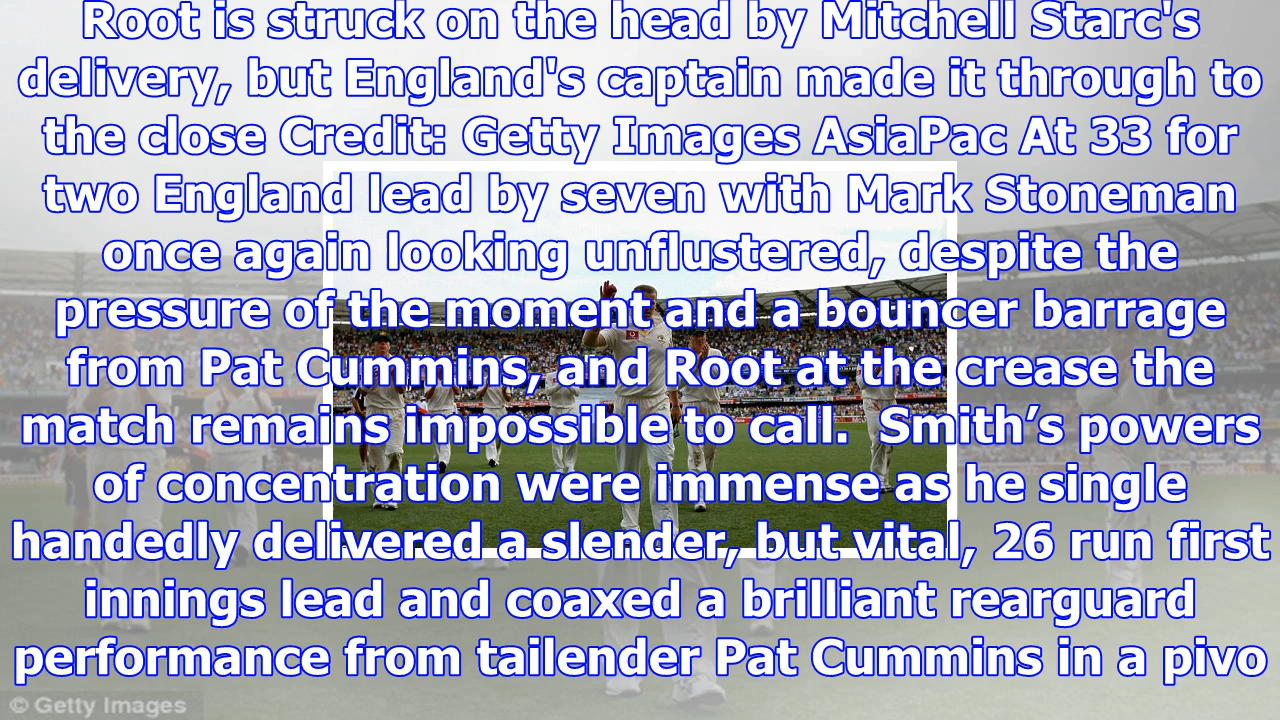 Root is struck on the head by Mitchell Starc's
delivery, but England's captain made it through to
the close Credit: Getty Images AsiaPac At 33 for
two England lead by seven with Mark Stoneman
once again looking unflustered, despite the
pressure of the moment and a bouncer barrage
from Pat Cummins, and Root at the crease the
match remains impossible to call.  Smith’s powers
of concentration were immense as he single
handedly delivered a slender, but vital, 26 run first
innings lead and coaxed a brilliant rearguard
performance from tailender Pat Cummins in a pivo
© Getty Images